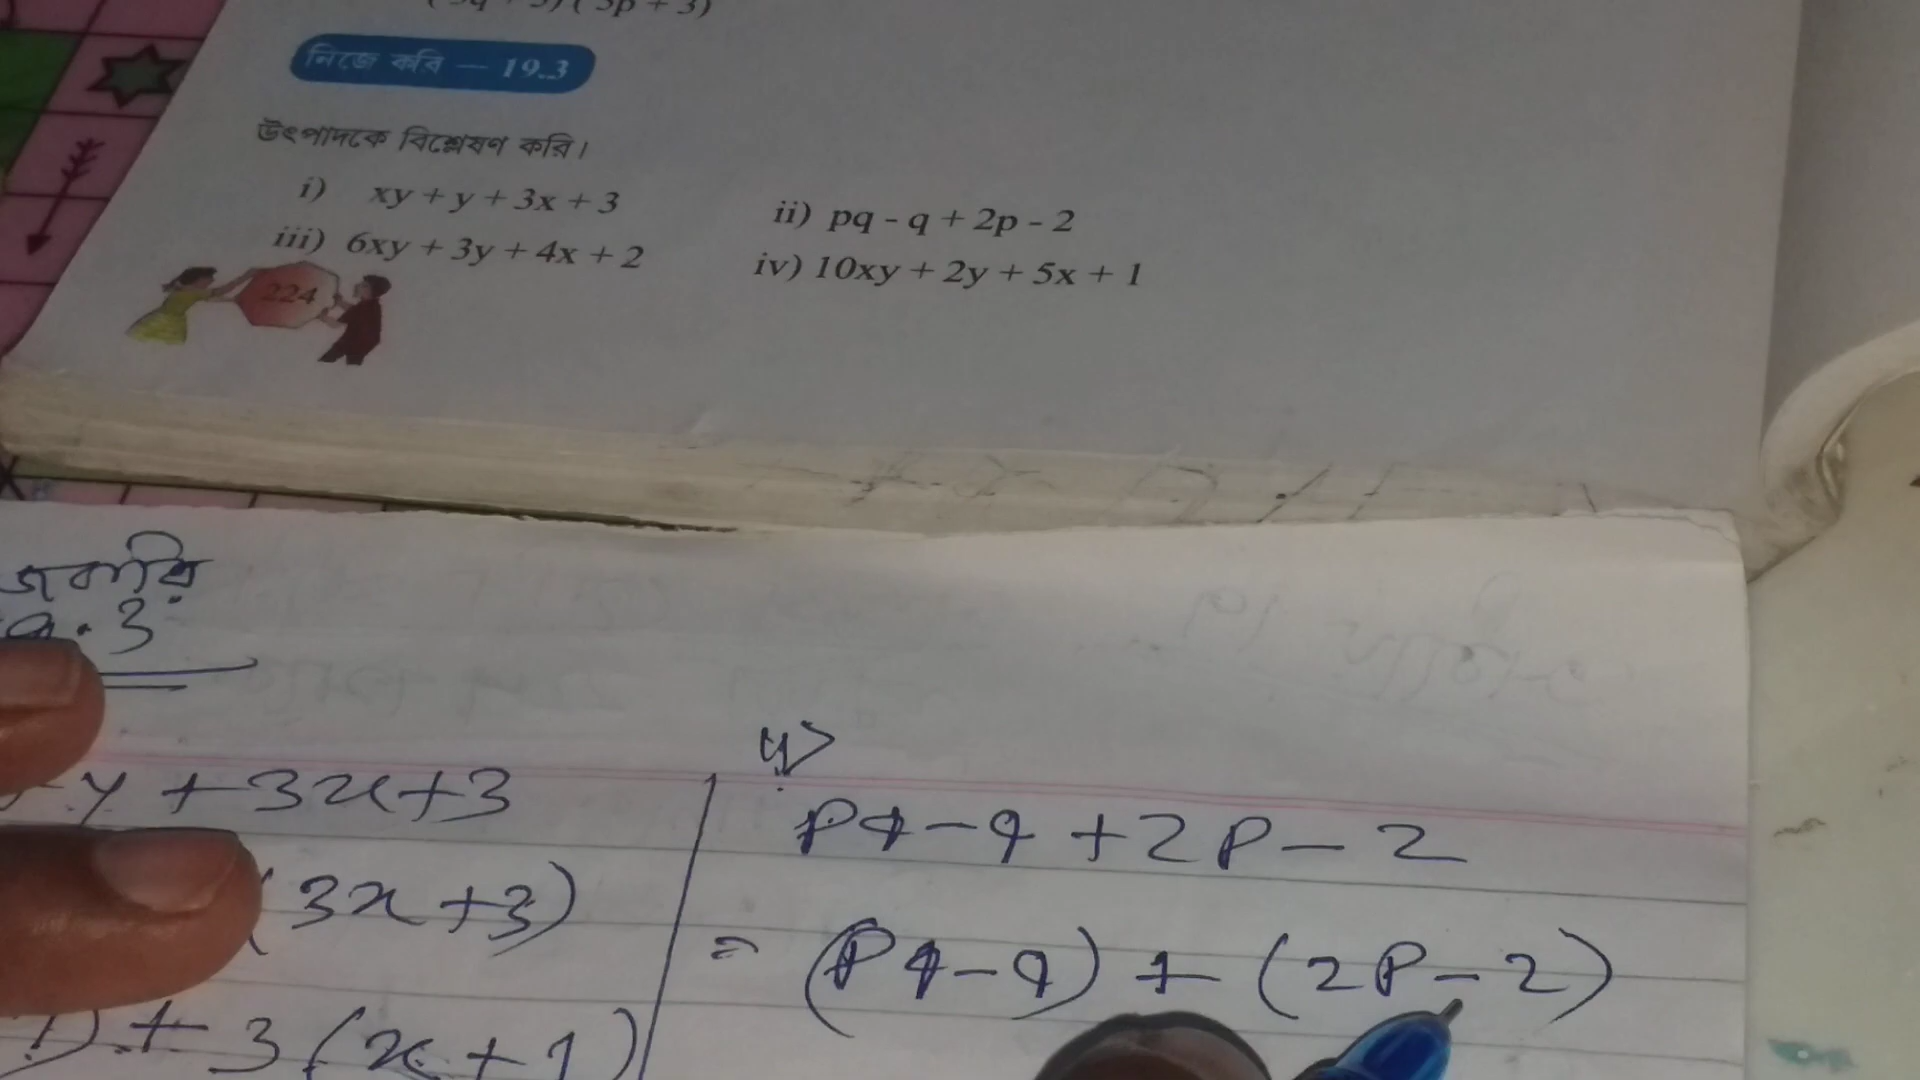 নিজে করি — 19.3
উৎপাদকে বিশ্লেষণ করি।
i) xy + y + 3x + 3
ii) pq - q + 2p - 2
iii) 6xy + 3y + 4x + 2
iv) 10xy + 2y + 5x + 1
224
.3
y + 3x + 3
(3x + 3)
) + 3 (x + 1)
ii>
pq - q + 2p - 2
= (pq - q) + (2p - 2)